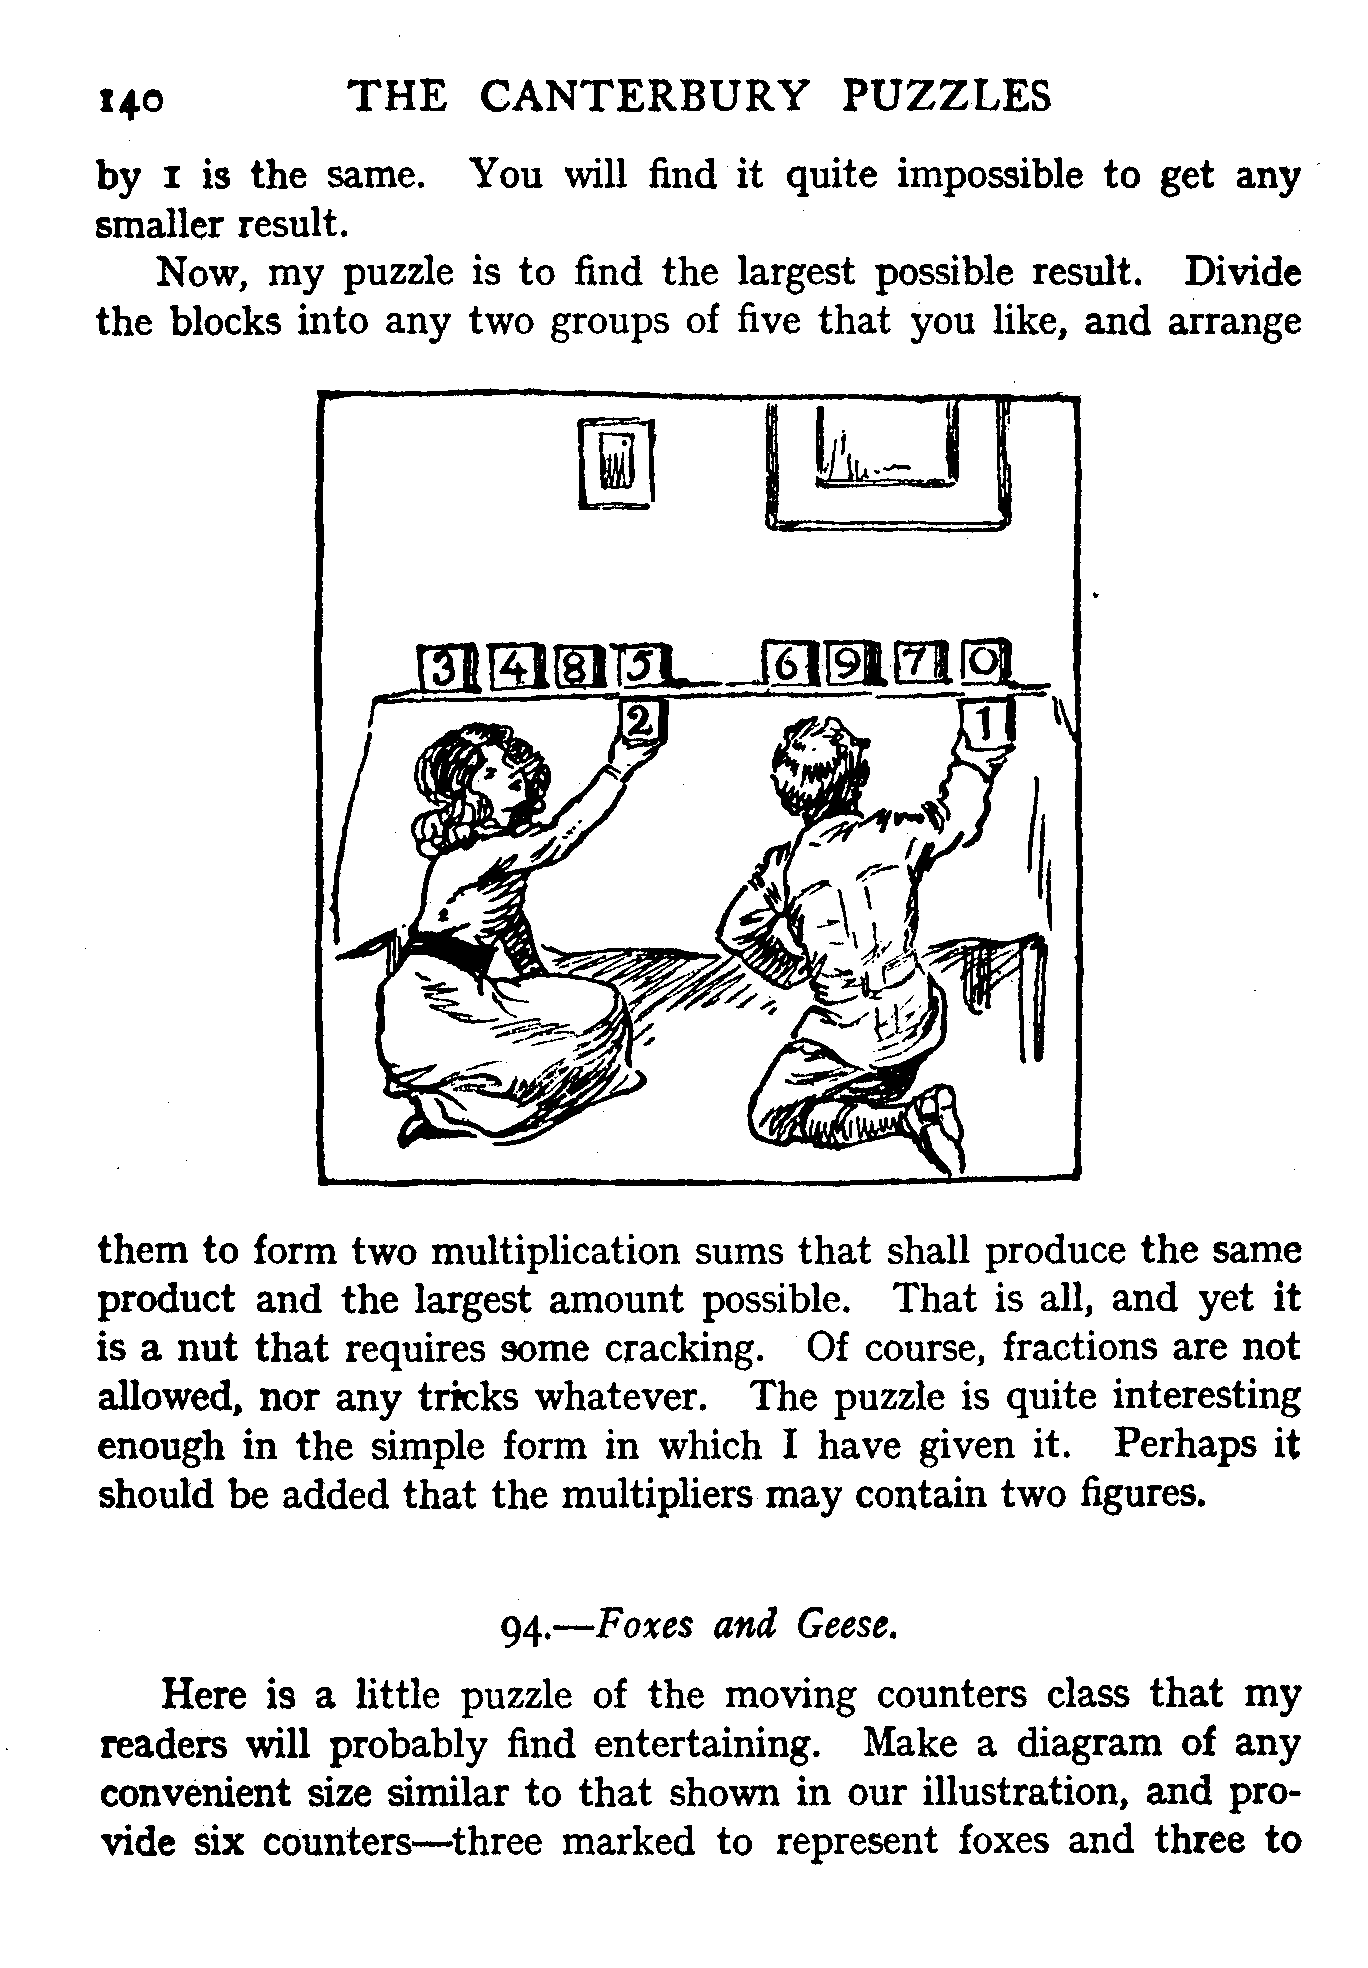 140 THE CANTERBURY PUZZLES
by 1 is the same. You will find it quite impossible to get any
smaller result.
Now, my puzzle is to find the largest possible result. Divide
the blocks into any two groups of five that you like, and arrange
3 4 8 5 6 9 7 0
2 1
them to form two multiplication sums that shall produce the same
product and the largest amount possible. That is all, and yet it
is a nut that requires some cracking. Of course, fractions are not
allowed, nor any tricks whatever. The puzzle is quite interesting
enough in the simple form in which I have given it. Perhaps it
should be added that the multipliers may contain two figures.
94.—Foxes and Geese.
Here is a little puzzle of the moving counters class that my
readers will probably find entertaining. Make a diagram of any
convenient size similar to that shown in our illustration, and pro-
vide six counters—three marked to represent foxes and three to